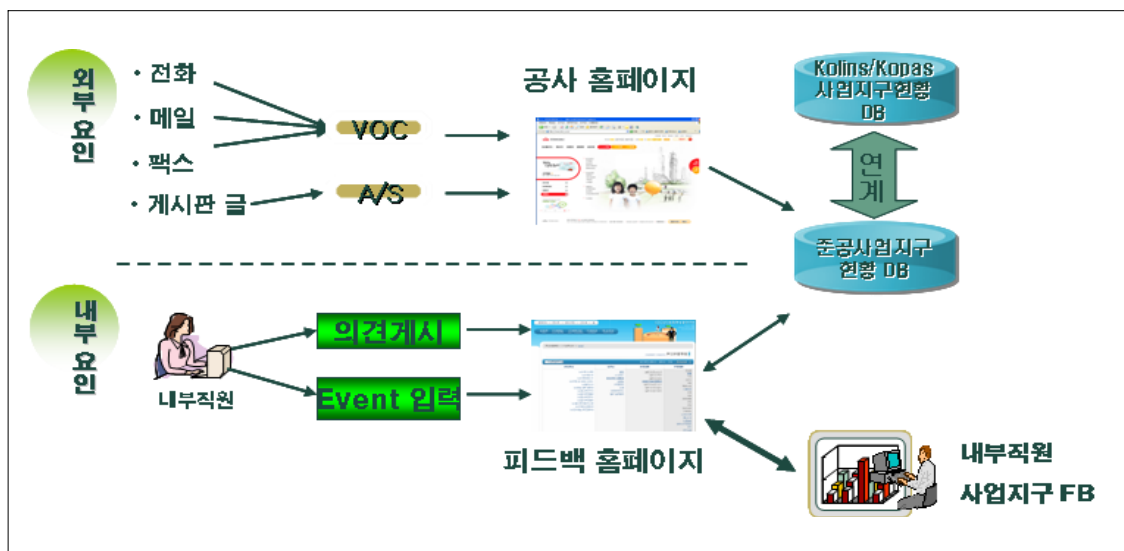 외부요인
· 전화
· 메일
· 팩스
· 게시판 글
VOC
A/S
공사 홈페이지
Kolins/Kopas
사업지구현황
DB
연계
준공사업지구
현황 DB
내부요인
내부직원
의견게시
Event 입력
피드백 홈페이지
내부직원
사업지구 FB